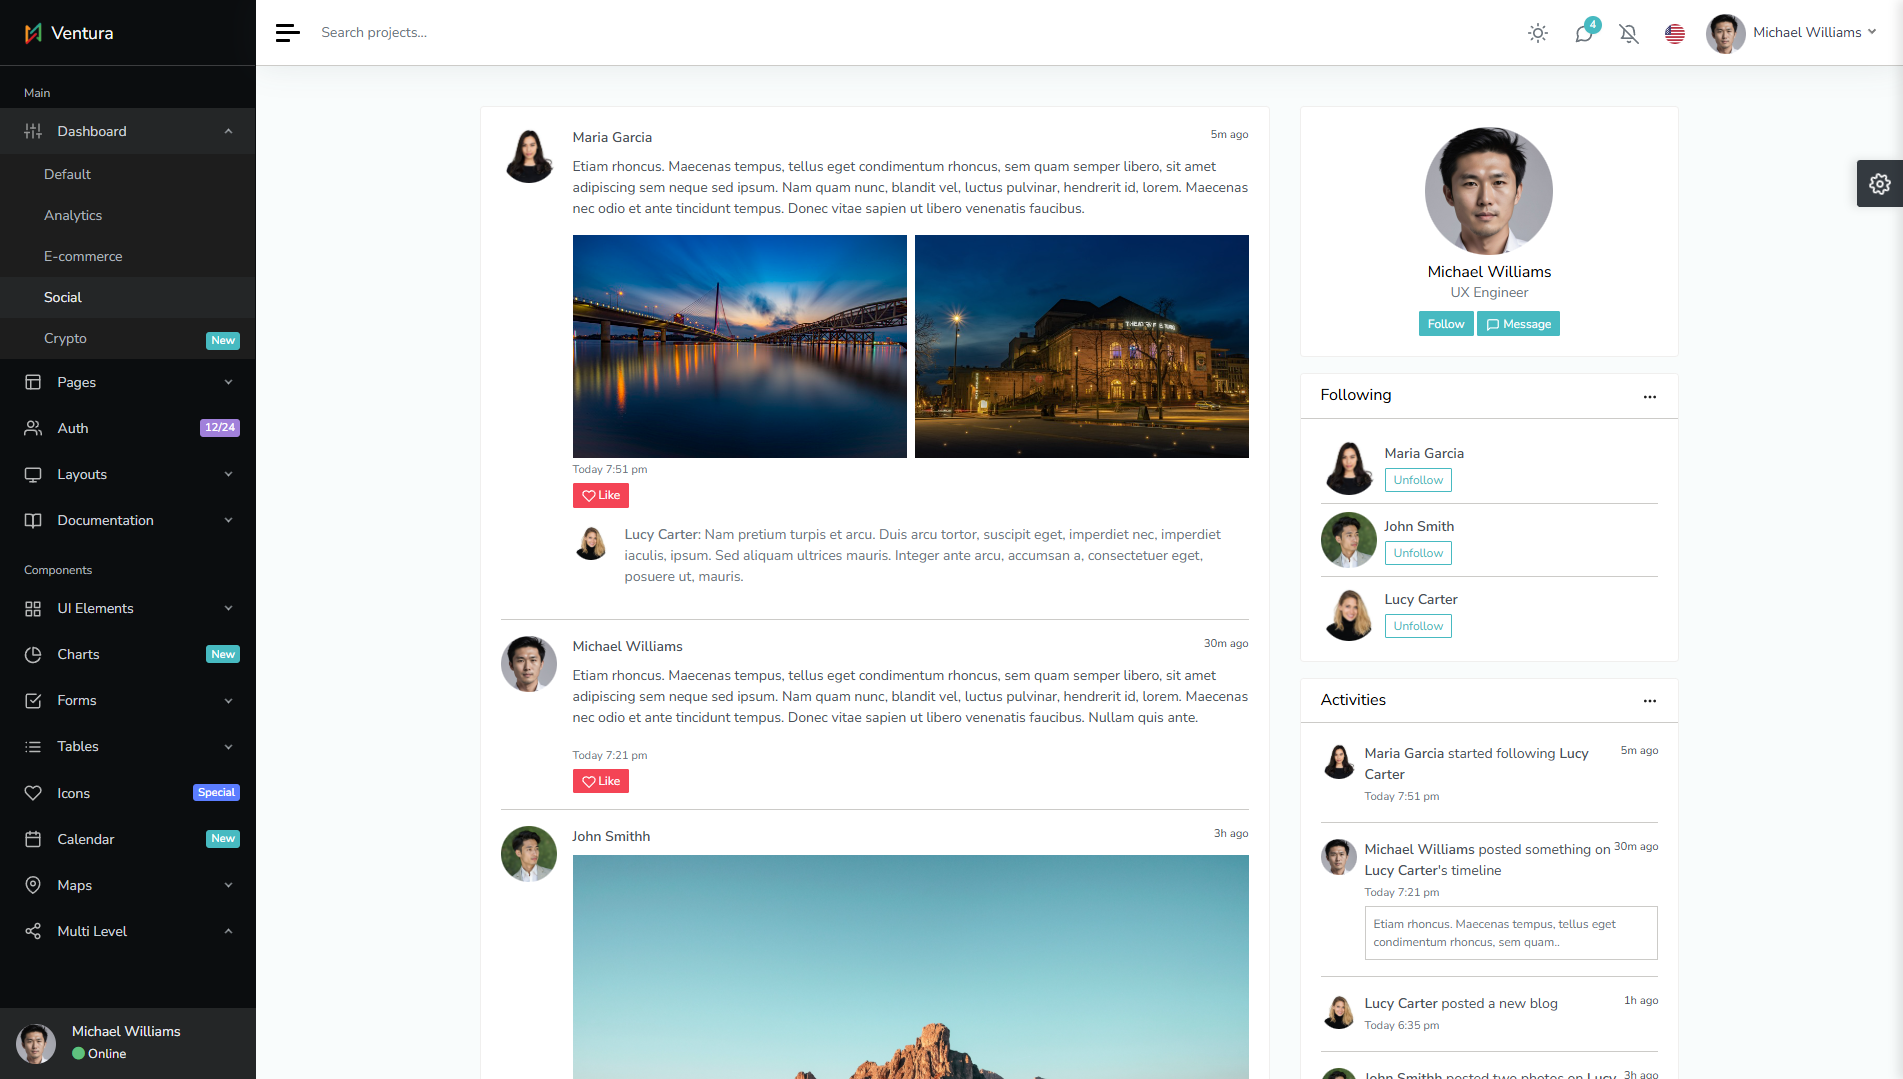 Ventura
Main
Dashboard
Default
Analytics
E-commerce
Social
Crypto
New
Pages
Auth
12/24
Layouts
Documentation
Components
UI Elements
Charts
New
Forms
Tables
Icons
Special
Calendar
New
Maps
Multi Level
Michael Williams
Online
Search projects...
4
Michael Williams
Maria Garcia
5m ago
Etiam rhoncus. Maecenas tempus, tellus eget condimentum rhoncus, sem quam semper libero, sit amet
adipiscing sem neque sed ipsum. Nam quam nunc, blandit vel, luctus pulvinar, hendrerit id, lorem. Maecenas
nec odio et ante tincidunt tempus. Donec vitae sapien ut libero venenatis faucibus.
Today 7:51 pm
Like
Lucy Carter: Nam pretium turpis et arcu. Duis arcu tortor, suscipit eget, imperdiet nec, imperdiet
iaculis, ipsum. Sed aliquam ultrices mauris. Integer ante arcu, accumsan a, consectetuer eget,
posuere ut, mauris.
Michael Williams
30m ago
Etiam rhoncus. Maecenas tempus, tellus eget condimentum rhoncus, sem quam semper libero, sit amet
adipiscing sem neque sed ipsum. Nam quam nunc, blandit vel, luctus pulvinar, hendrerit id, lorem. Maecenas
nec odio et ante tincidunt tempus. Donec vitae sapien ut libero venenatis faucibus. Nullam quis ante.
Today 7:21 pm
Like
John Smithh
3h ago
Michael Williams
UX Engineer
Follow
Message
Following
Maria Garcia
Unfollow
John Smith
Unfollow
Lucy Carter
Unfollow
Activities
Maria Garcia started following Lucy
5m ago
Carter
Today 7:51 pm
Michael Williams posted something on
30m ago
Lucy Carter's timeline
Today 7:21 pm
Etiam rhoncus. Maecenas tempus, tellus eget
condimentum rhoncus, sem quam..
Lucy Carter posted a new blog
1h ago
Today 6:35 pm
John Smithh posted two photos on Lucy
3h ago